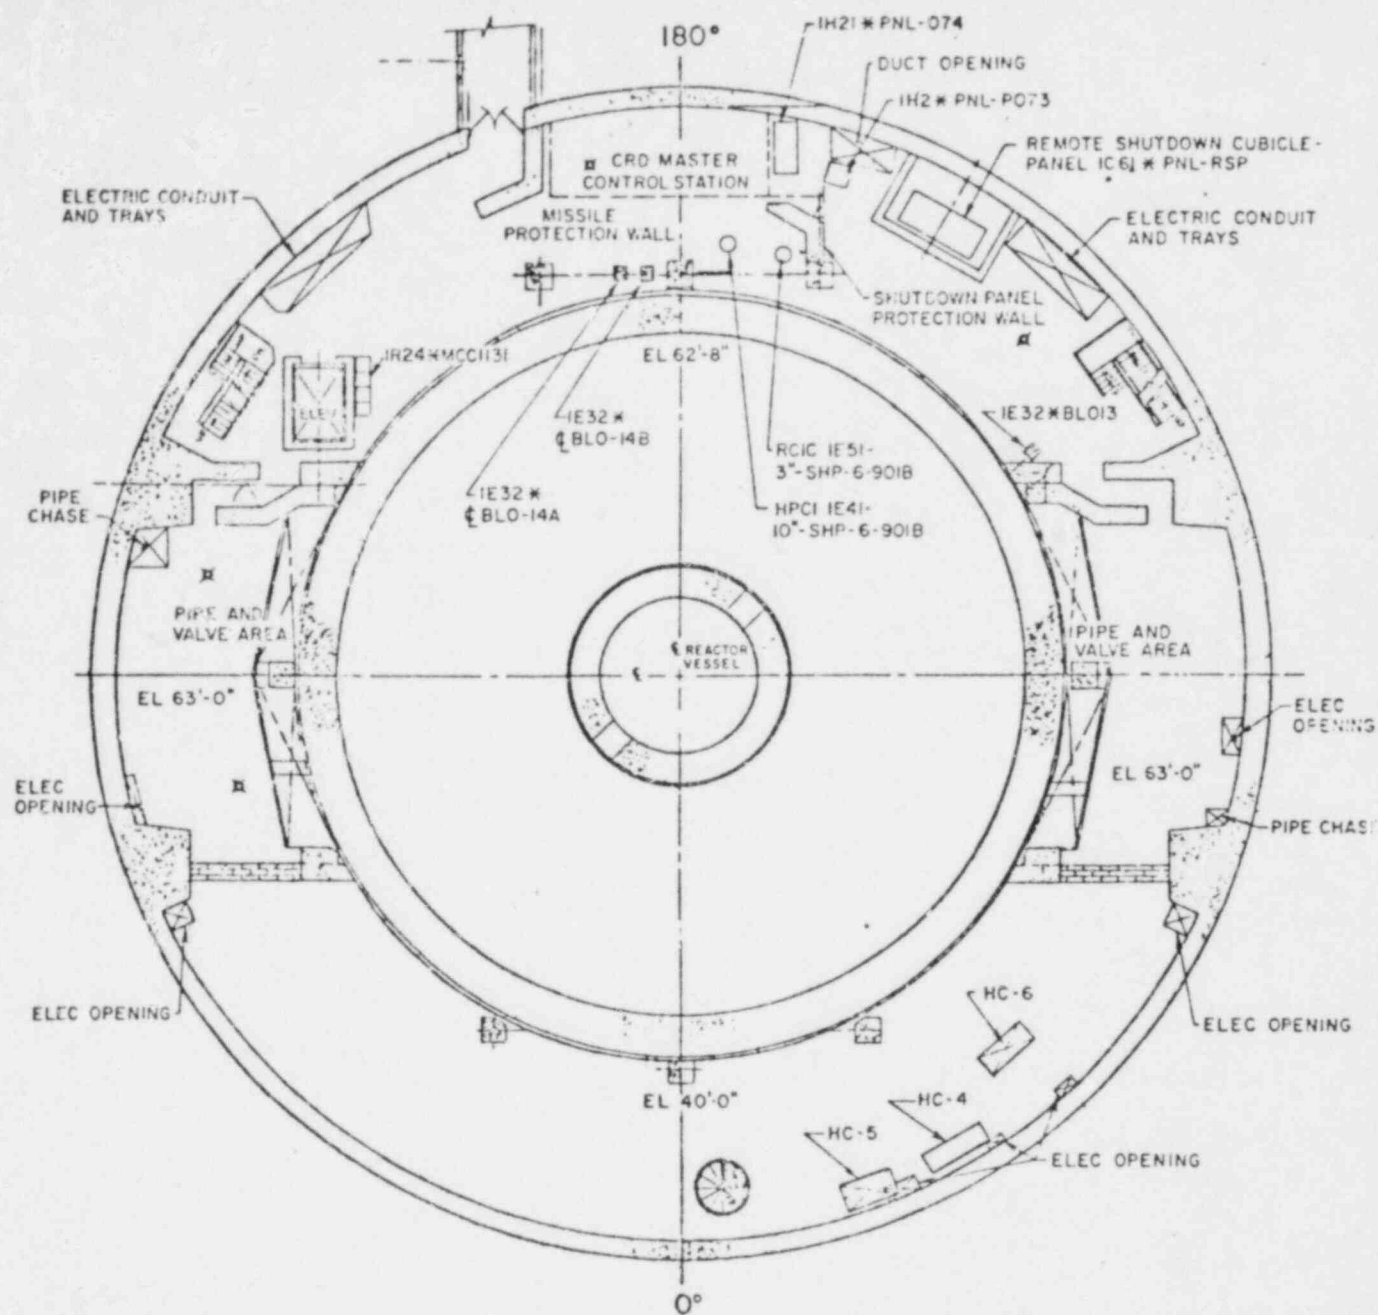 180°
1H21*PNL-074
DUCT OPENING
1H2*PNL-P073
REMOTE SHUTDOWN CUBICLE-
PANEL 1C61*PNL-RSP
CRD MASTER
CONTROL STATION
ELECTRIC CONDUIT
AND TRAYS
MISSILE
PROTECTION WALL
ELECTRIC CONDUIT
AND TRAYS
SHUTDOWN PANEL
PROTECTION WALL
EL 62'-8"
1R24*MCC1131
ELEV
1E32*
℄ BLO-14B
1E32*BLO13
RCIC 1E51-
3"-SHP-6-901B
1E32*
℄ BLO-14A
HPCI 1E41-
10"-SHP-6-901B
PIPE
CHASE
PIPE AND
VALVE AREA
PIPE AND
VALVE AREA
℄ REACTOR
VESSEL
℄
EL 63'-0"
ELEC
OPENING
EL 63'-0"
ELEC
OPENING
PIPE CHASE
ELEC OPENING
HC-6
ELEC OPENING
EL 40'-0"
HC-4
HC-5
ELEC OPENING
0°